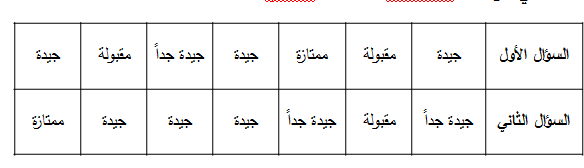 السؤال الأول جيدة مقبولة ممتازة جيدة جيدة جداً مقبولة جيدة
السؤال الثاني جيدة جداً مقبولة جيدة جداً جيدة جيدة جيدة ممتازة